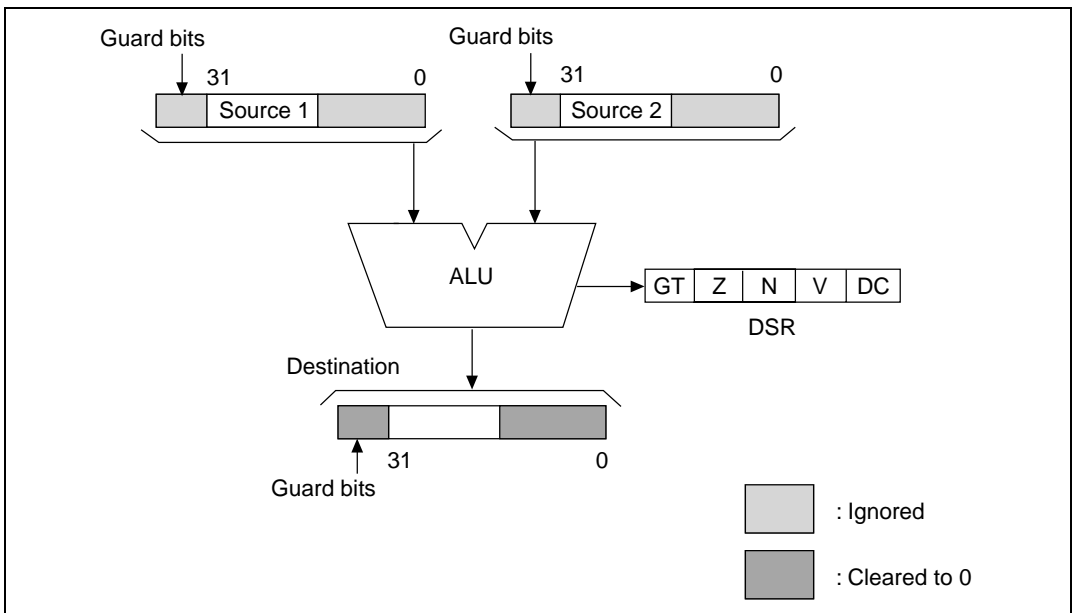 Guard bits Guard bits
31 0 31 0
Source 1 Source 2
ALU
GT Z N V DC
DSR
Destination
31 0
Guard bits
: Ignored
: Cleared to 0